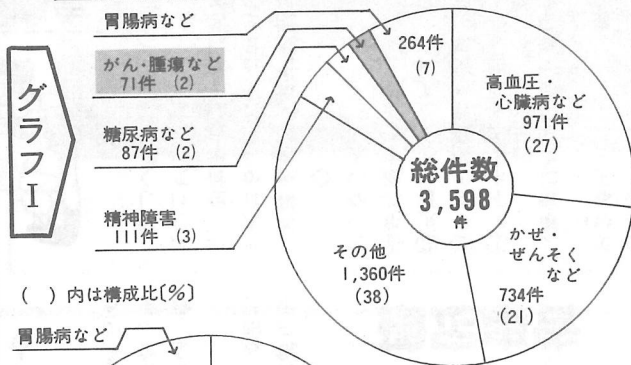 胃腸病など
264件
(7)
がん・腫瘍など
71件 (2)
糖尿病など
87件 (2)
精神障害
111件 (3)
グラフI
高血圧・
心臓病など
971件
(27)
総件数
3,598
件
かぜ・
ぜんそく
など
734件
(21)
その他
1,360件
(38)
( )内は構成比〔%〕
胃腸病など